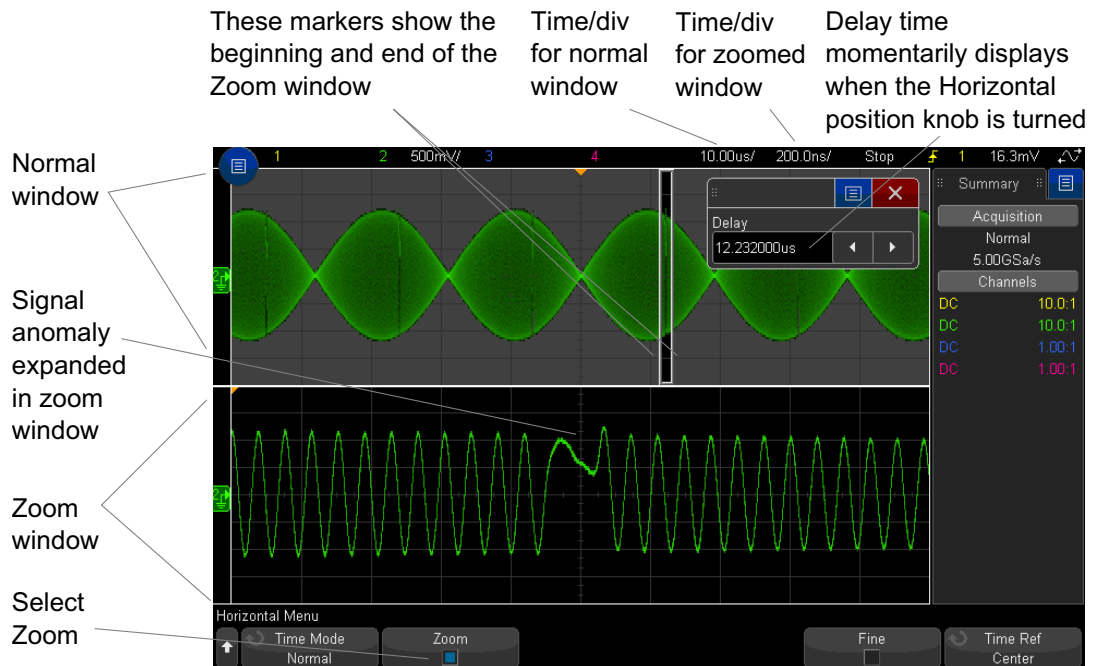 These markers show the
beginning and end of the
Zoom window
Time/div
for normal
window
Time/div
for zoomed
window
Delay time
momentarily displays
when the Horizontal
position knob is turned
Normal
window
Signal
anomaly
expanded
in zoom
window
Zoom
window
Select
Zoom
1 2 500mV/ 3 4 10.00us/ 200.0ns/ Stop 1 16.3mV
Delay
12.232000us
Summary
Acquisition
Normal
5.00GSa/s
Channels
DC 10.0:1
DC 10.0:1
DC 1.00:1
DC 1.00:1
2
2
Horizontal Menu
Time Mode
Normal
Zoom
Fine
Time Ref
Center